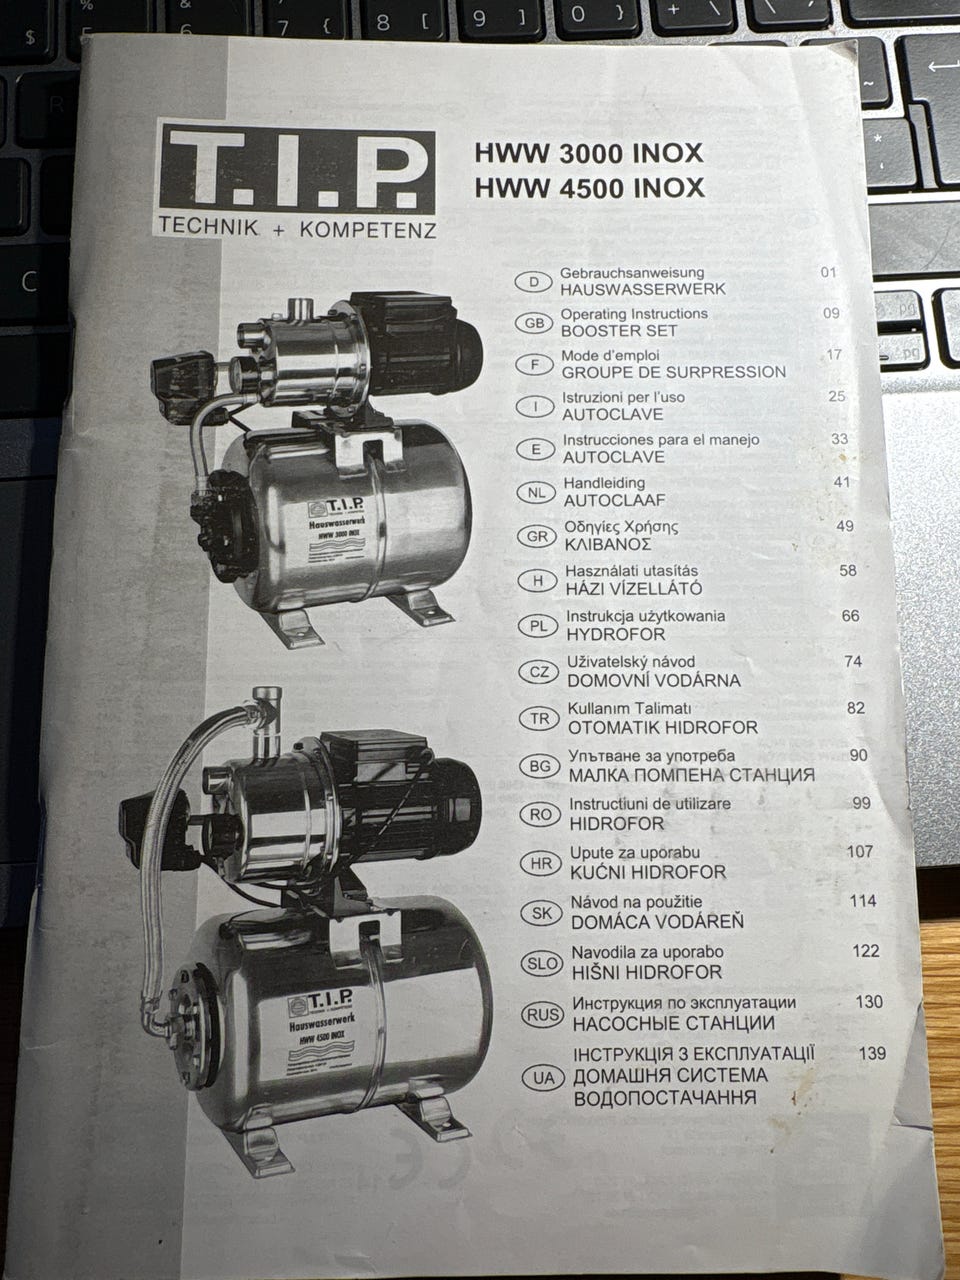 T.I.P.
TECHNIK + KOMPETENZ
HWW 3000 INOX
HWW 4500 INOX
D Gebrauchsanweisung 01
HAUSWASSERWERK
GB Operating Instructions 09
BOOSTER SET
F Mode d'emploi 17
GROUPE DE SURPRESSION
I Istruzioni per l'uso 25
AUTOCLAVE
E Instrucciones para el manejo 33
AUTOCLAVE
NL Handleiding 41
AUTOCLAAF
GR Οδηγίες Χρήσης 49
ΚΛΙΒΑΝΟΣ
H Használati utasítás 58
HÁZI VÍZELLÁTÓ
PL Instrukcja użytkowania 66
HYDROFOR
CZ Uživatelský návod 74
DOMOVNÍ VODÁRNA
TR Kullanım Talimatı 82
OTOMATIK HIDROFOR
BG Упътване за употреба 90
МАЛКА ПОМПЕНА СТАНЦИЯ
RO Instructiuni de utilizare 99
HIDROFOR
HR Upute za uporabu 107
KUĆNI HIDROFOR
SK Návod na použitie 114
DOMÁCA VODÁREŇ
SLO Navodila za uporabo 122
HIŠNI HIDROFOR
RUS Инструкция по эксплуатации 130
НАСОСНЫЕ СТАНЦИИ
UA ІНСТРУКЦІЯ З ЕКСПЛУАТАЦІЇ 139
ДОМАШНЯ СИСТЕМА
ВОДОПОСТАЧАННЯ
T.I.P.
TECHNIK + KOMPETENZ
Hauswasserwerk
HWW 3000 INOX
T.I.P.
TECHNIK + KOMPETENZ
Hauswasserwerk
HWW 4500 INOX